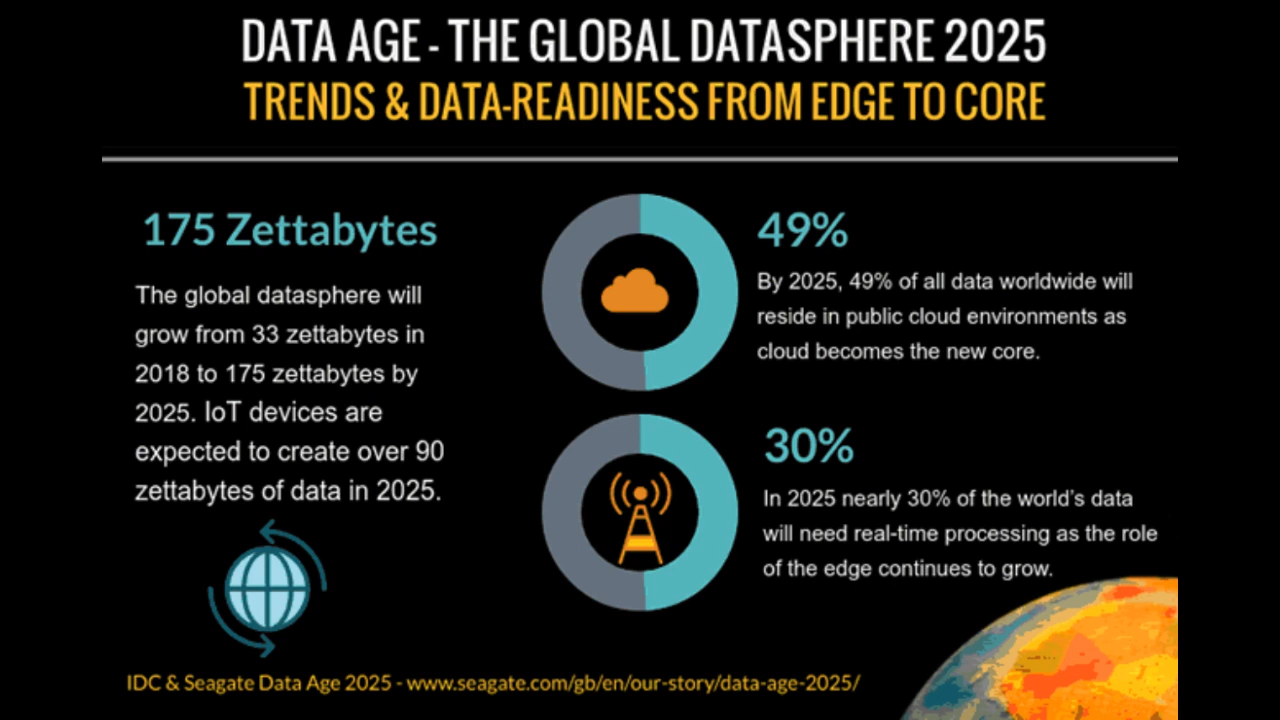 DATA AGE - THE GLOBAL DATASPHERE 2025
TRENDS & DATA-READINESS FROM EDGE TO CORE
175 Zettabytes
The global datasphere will
grow from 33 zettabytes in
2018 to 175 zettabytes by
2025. IoT devices are
expected to create over 90
zettabytes of data in 2025.
49%
By 2025, 49% of all data worldwide will
reside in public cloud environments as
cloud becomes the new core.
30%
In 2025 nearly 30% of the world's data
will need real-time processing as the role
of the edge continues to grow.
IDC & Seagate Data Age 2025 - www.seagate.com/gb/en/our-story/data-age-2025/